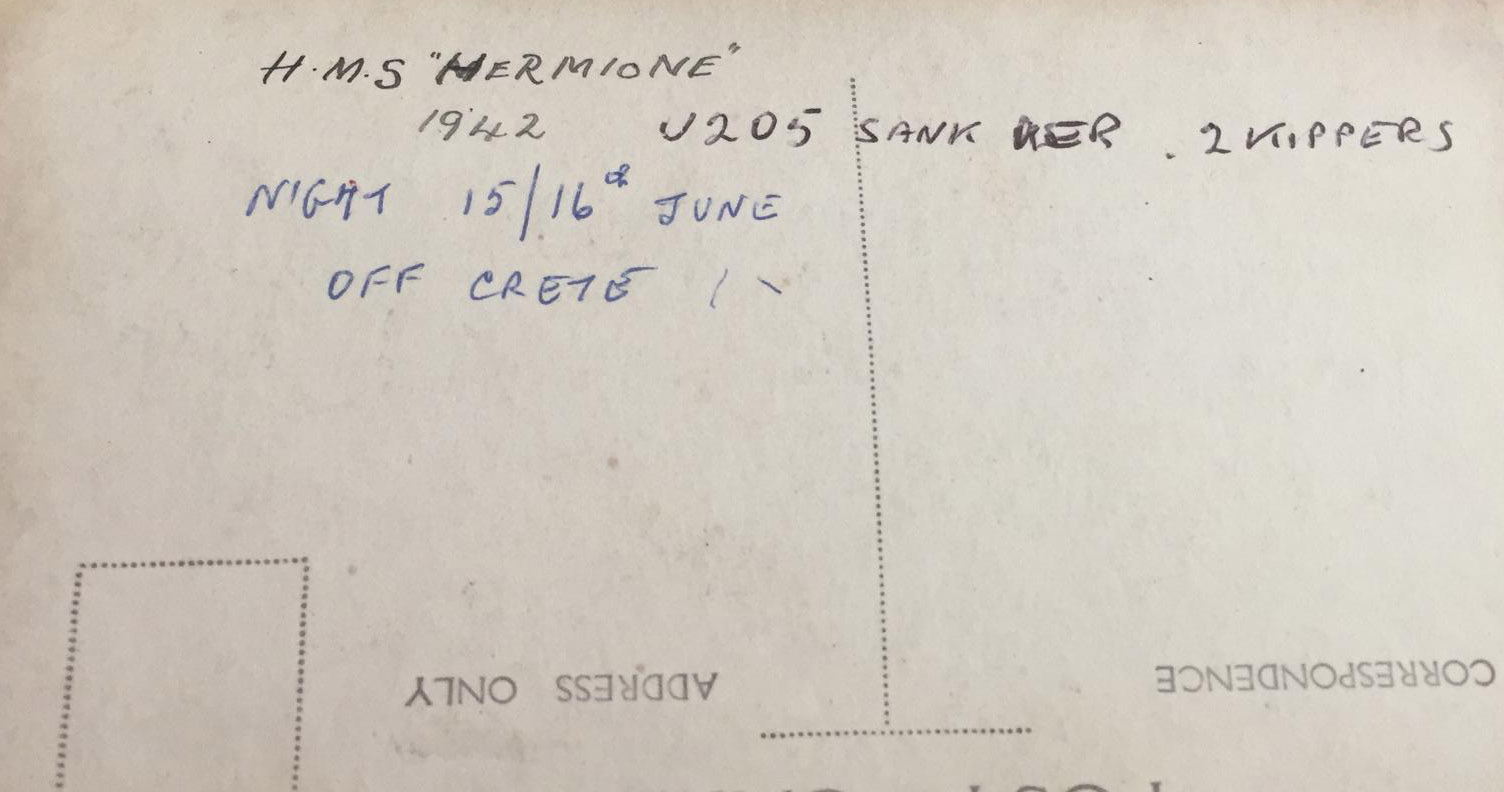 H.M.S "HERMIONE"
1942 U205 SANK HER . 2 KIPPERS
NIGHT 15/16th JUNE
OFF CRETE
ADDRESS ONLY
CORRESPONDENCE